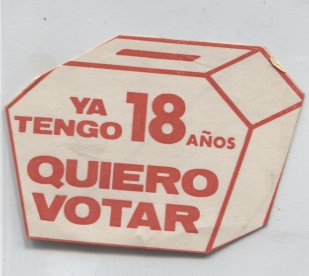 YA
TENGO 18 AÑOS
QUIERO
VOTAR